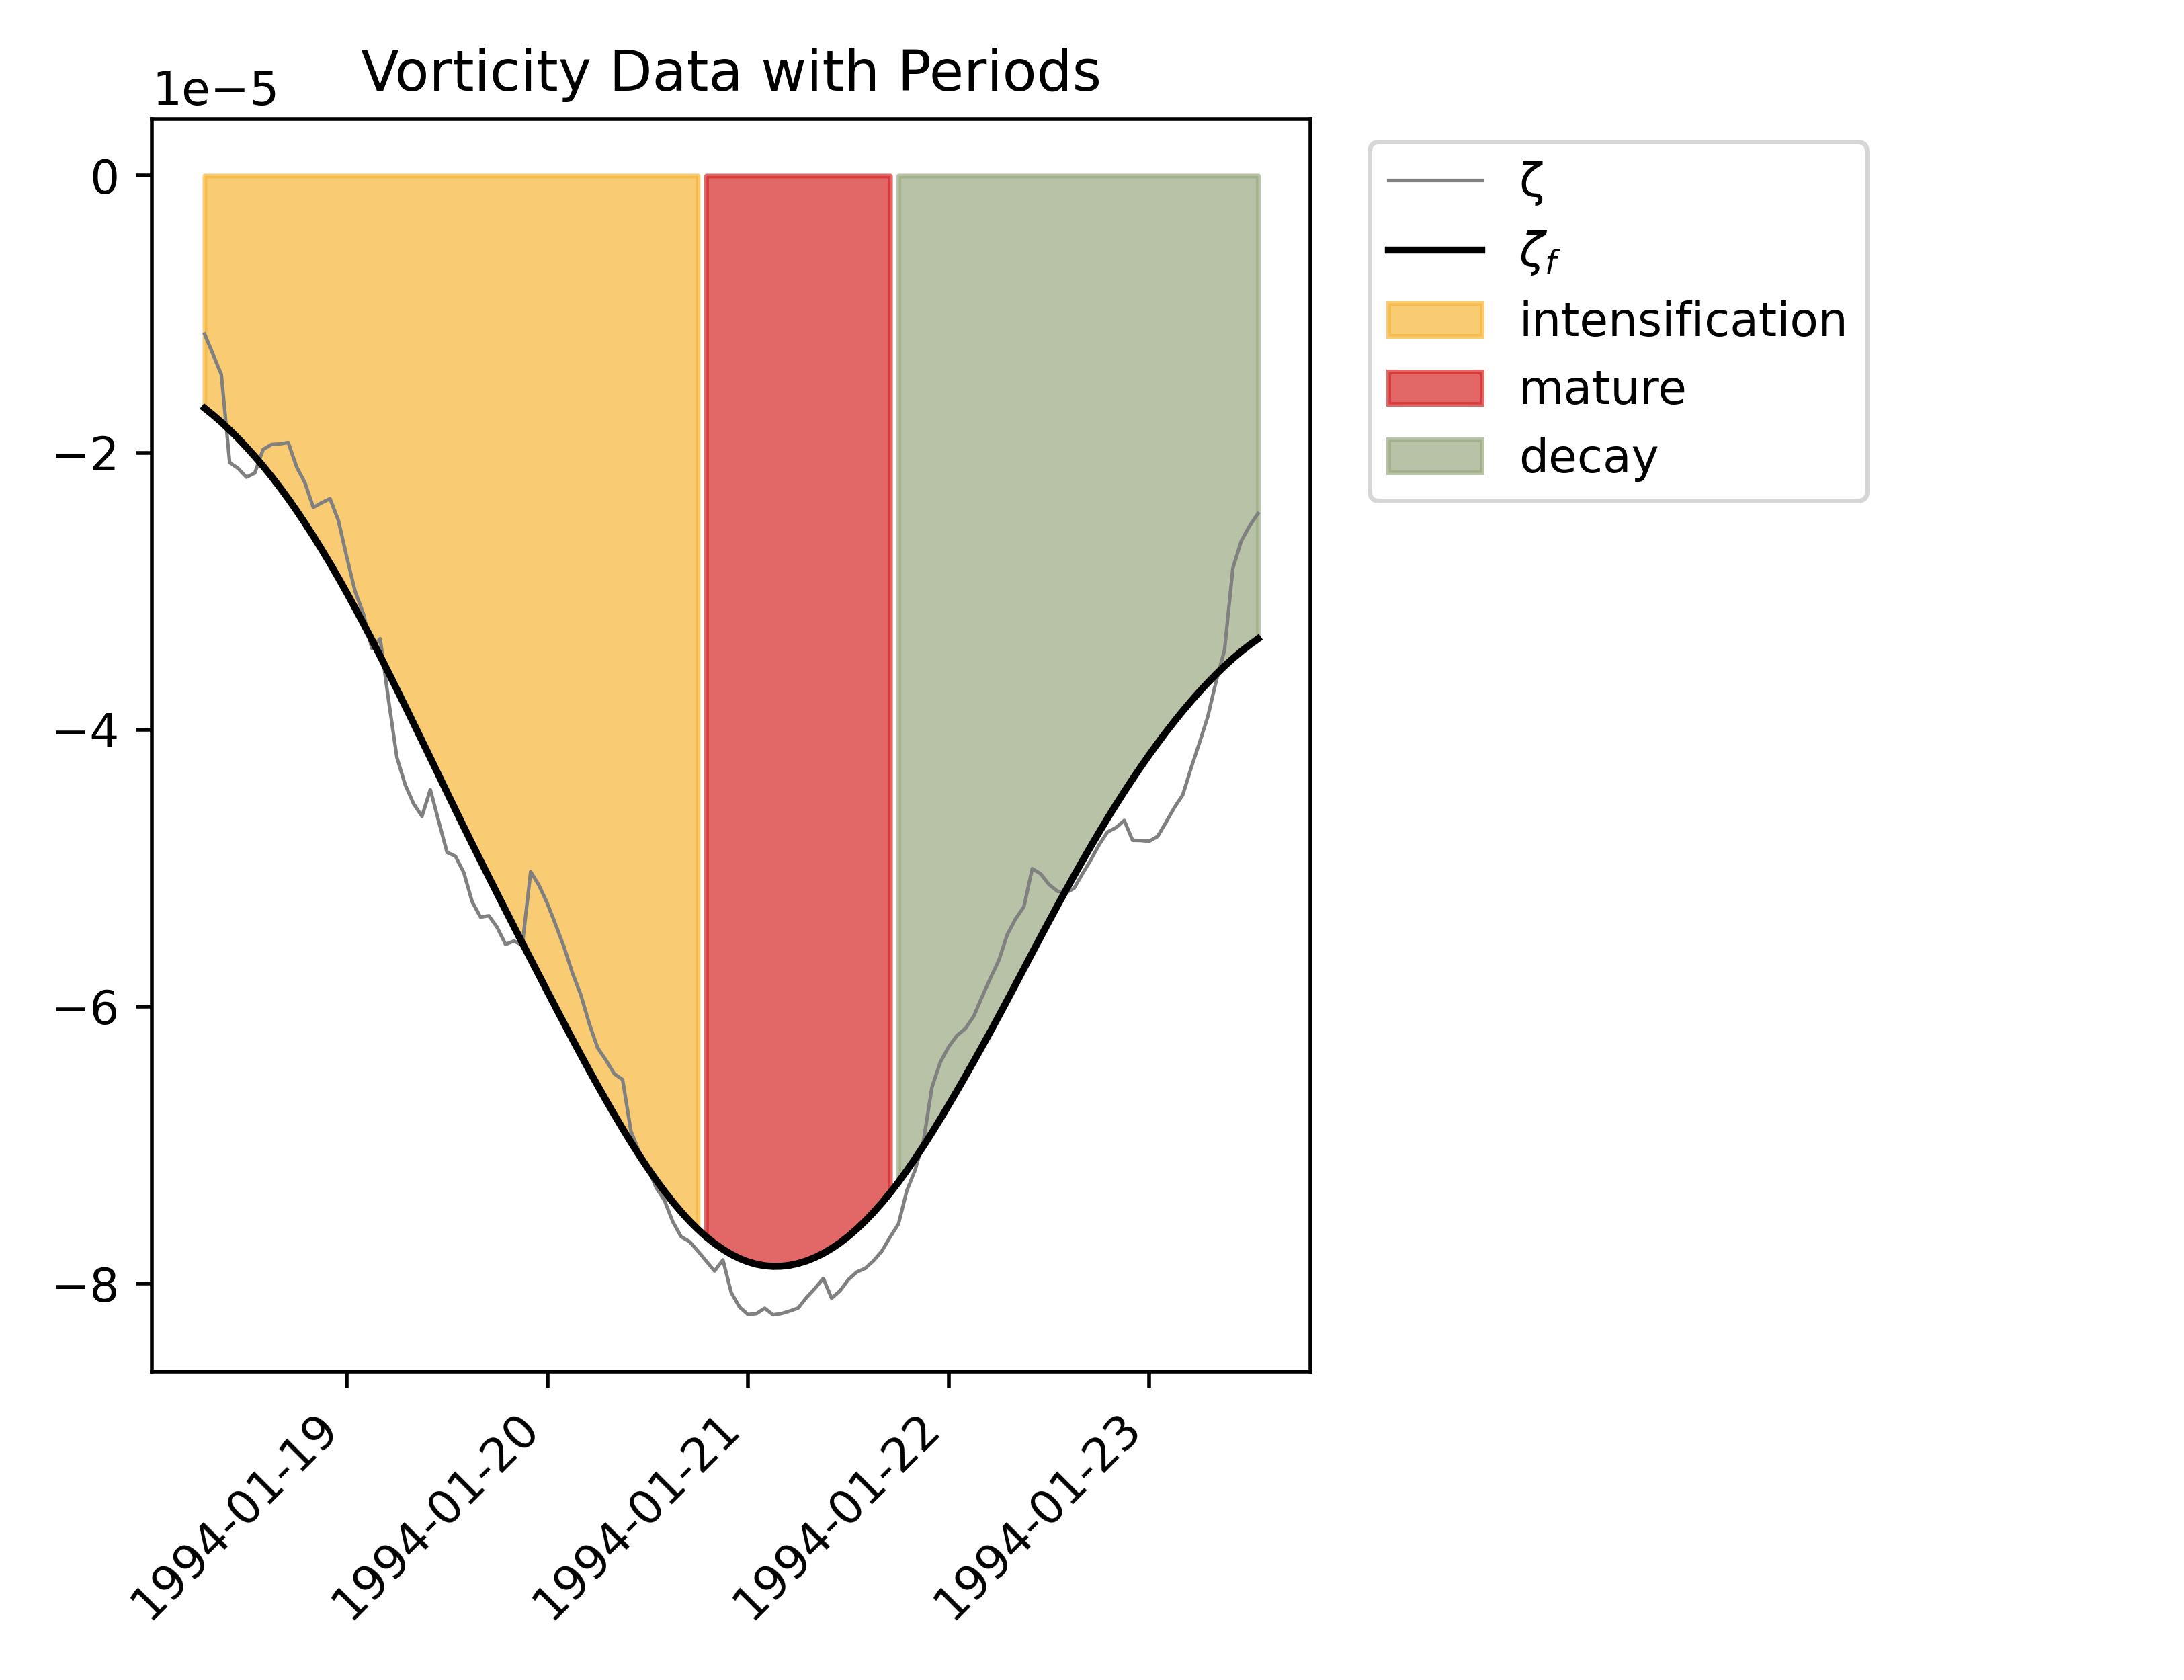 Vorticity Data with Periods
1e−5
0
−2
−4
−6
−8
1994-01-19
1994-01-20
1994-01-21
1994-01-22
1994-01-23
ζ
ζf
intensification
mature
decay